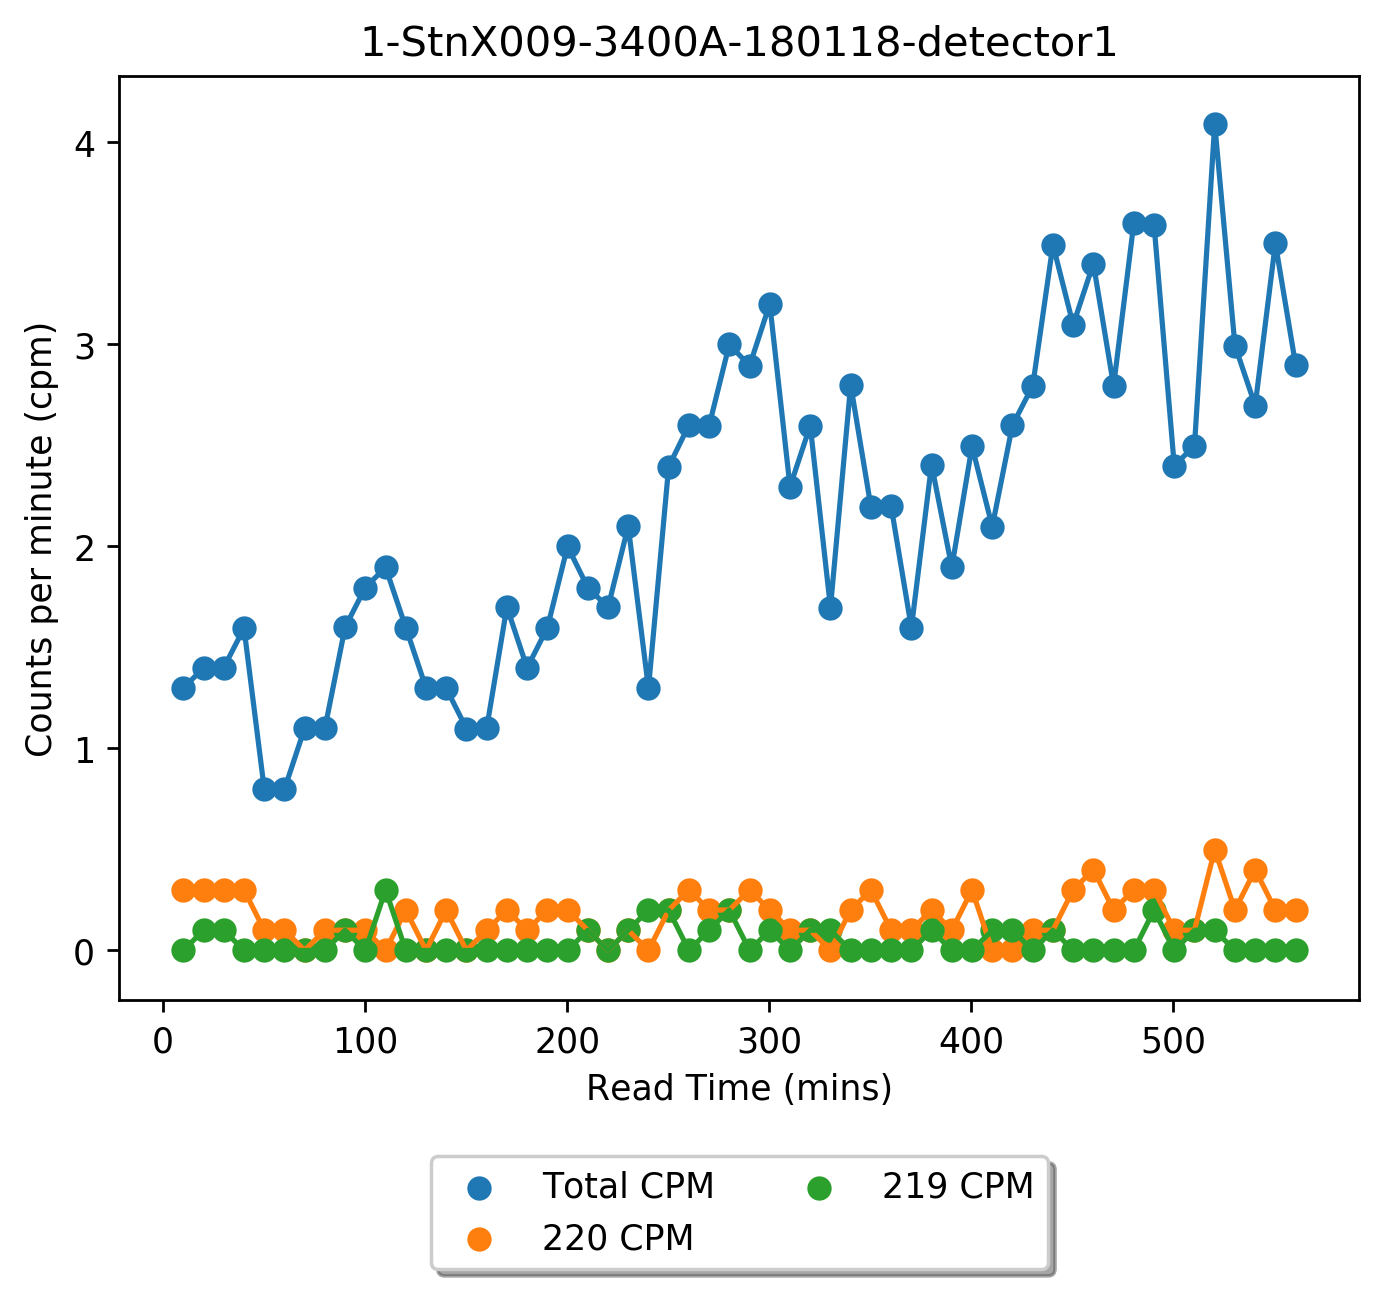 1-StnX009-3400A-180118-detector1
4
3
2
1
0
Counts per minute (cpm)
0 100 200 300 400 500
Read Time (mins)
Total CPM 219 CPM
220 CPM